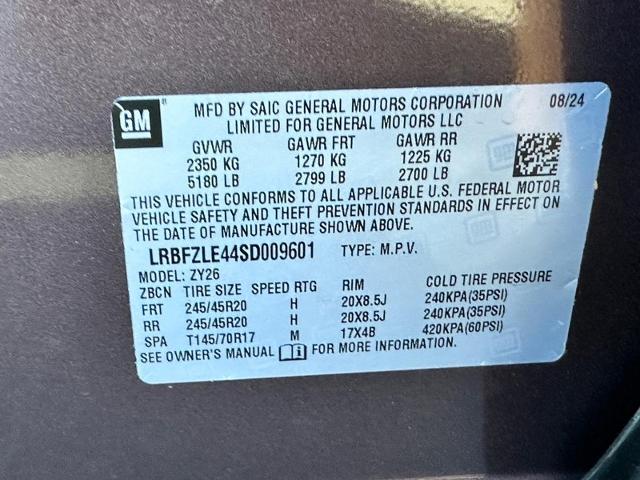 GM ®
MFD BY SAIC GENERAL MOTORS CORPORATION 08/24
LIMITED FOR GENERAL MOTORS LLC
GVWR GAWR FRT GAWR RR
2350 KG 1270 KG 1225 KG
5180 LB 2799 LB 2700 LB
THIS VEHICLE CONFORMS TO ALL APPLICABLE U.S. FEDERAL MOTOR
VEHICLE SAFETY AND THEFT PREVENTION STANDARDS IN EFFECT ON
THE DATE OF MANUFACTURE SHOWN ABOVE.
LRBFZLE44SD009601 TYPE: M.P.V.
MODEL: ZY26
ZBCN TIRE SIZE SPEED RTG RIM COLD TIRE PRESSURE
FRT 245/45R20 H 20X8.5J 240KPA(35PSI)
RR 245/45R20 H 20X8.5J 240KPA(35PSI)
SPA T145/70R17 M 17X4B 420KPA(60PSI)
SEE OWNER'S MANUAL FOR MORE INFORMATION.